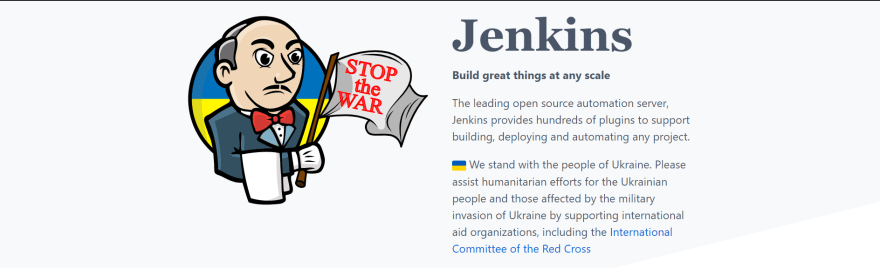 STOP
the
WAR
Jenkins
Build great things at any scale
The leading open source automation server,
Jenkins provides hundreds of plugins to support
building, deploying and automating any project.
We stand with the people of Ukraine. Please
assist humanitarian efforts for the Ukrainian
people and those affected by the military
invasion of Ukraine by supporting international
aid organizations, including the International
Committee of the Red Cross